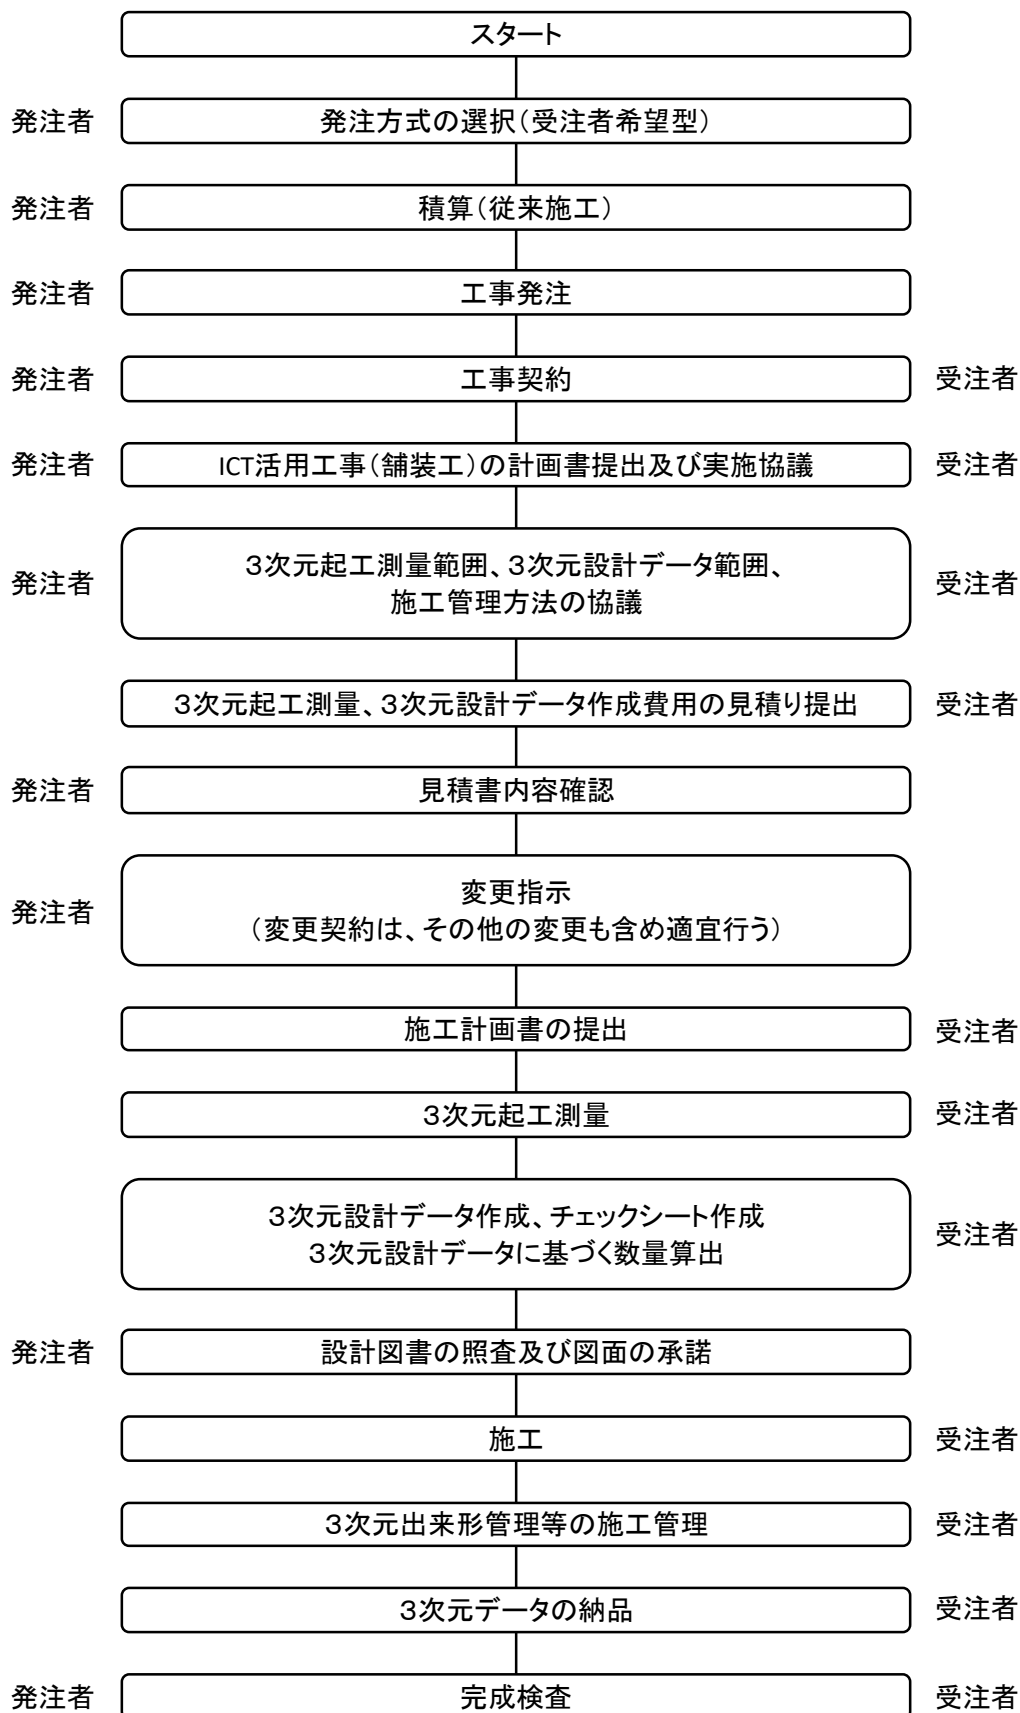 スタート
発注者 発注方式の選択(受注者希望型)
発注者 積算(従来施工)
発注者 工事発注
発注者 工事契約 受注者
発注者 ICT活用工事(舗装工)の計画書提出及び実施協議 受注者
3次元起工測量範囲、3次元設計データ範囲、
発注者 受注者
施工管理方法の協議
3次元起工測量、3次元設計データ作成費用の見積り提出 受注者
発注者 見積書内容確認
変更指示
発注者
(変更契約は、その他の変更も含め適宜行う)
施工計画書の提出 受注者
3次元起工測量 受注者
3次元設計データ作成、チェックシート作成
受注者
3次元設計データに基づく数量算出
発注者 設計図書の照査及び図面の承諾
施工 受注者
3次元出来形管理等の施工管理 受注者
3次元データの納品 受注者
発注者 完成検査 受注者